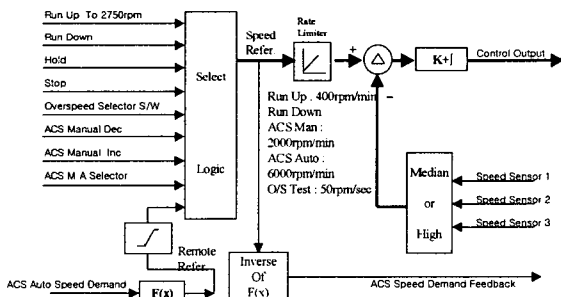 Run Up To 2750rpm
Run Down
Hold
Stop
Overspeed Selector S/W
ACS Manual Dec
ACS Manual Inc
ACS M A Selector
Select
Logic
Speed
Refer.
Rate
Limiter
+
Δ
−
K+∫
Control Output
Run Up : 400rpm/min
Run Down
ACS Man :
2000rpm/min
ACS Auto :
6000rpm/min
O/S Test : 50rpm/sec
Median
or
High
Speed Sensor 1
Speed Sensor 2
Speed Sensor 3
Remote
Refer.
ACS Auto Speed Demand
F(x)
Inverse
Of
F(x)
ACS Speed Demand Feedback